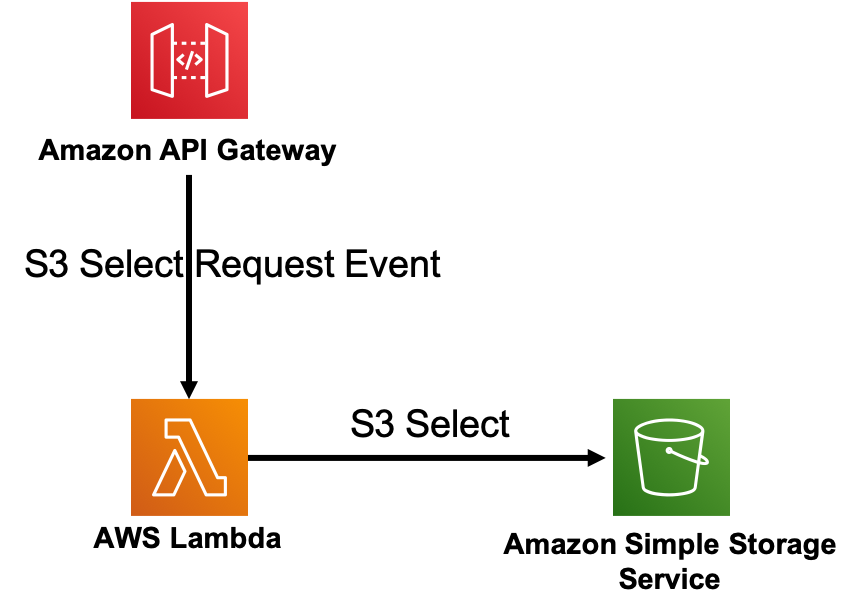 </>
Amazon API Gateway
S3 Select Request Event
S3 Select
AWS Lambda
Amazon Simple Storage
Service